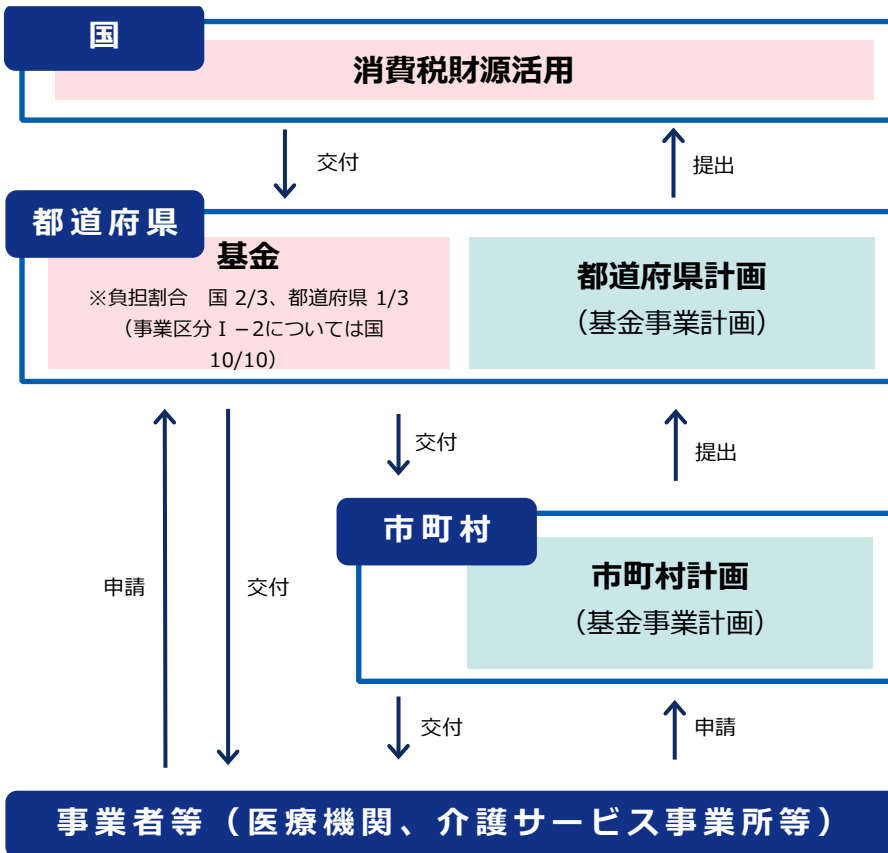 国
消費税財源活用
交付
提出
都道府県
基金
※負担割合　国 2/3、都道府県 1/3
（事業区分Ⅰ－2については国
10/10）
都道府県計画
（基金事業計画）
交付
提出
市町村
市町村計画
（基金事業計画）
申請
交付
交付
申請
事業者等（医療機関、介護サービス事業所等）